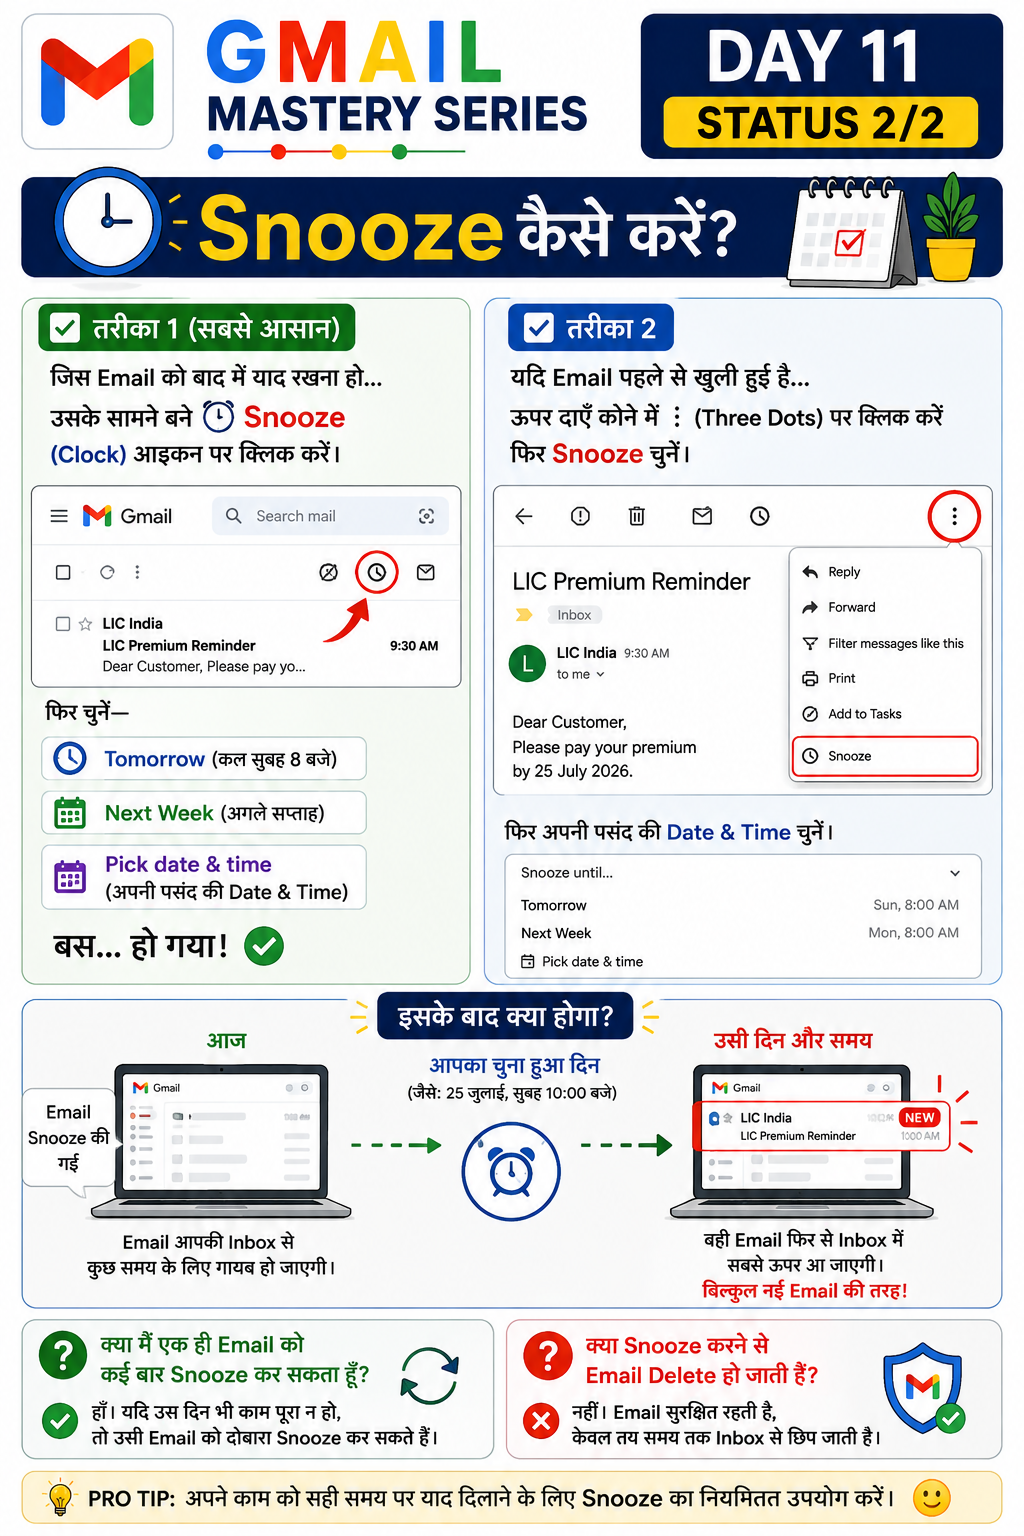 GMAIL
MASTERY SERIES
DAY 11
STATUS 2/2
Snooze कैसे करें?
तरीका 1 (सबसे आसान)
जिस Email को बाद में याद रखना हो...
उसके सामने बने Snooze
(Clock) आइकन पर क्लिक करें।
Gmail
Search mail
LIC India
LIC Premium Reminder 9:30 AM
Dear Customer, Please pay yo...
फिर चुनें—
Tomorrow (कल सुबह 8 बजे)
Next Week (अगले सप्ताह)
Pick date & time
(अपनी पसंद की Date & Time)
बस... हो गया!
तरीका 2
यदि Email पहले से खुली हुई है...
ऊपर दाएँ कोने में ⋮ (Three Dots) पर क्लिक करें
फिर Snooze चुनें।
LIC Premium Reminder
Inbox
L
LIC India 9:30 AM
to me
Dear Customer,
Please pay your premium
by 25 July 2026.
Reply
Forward
Filter messages like this
Print
Add to Tasks
Snooze
फिर अपनी पसंद की Date & Time चुनें।
Snooze until...
Tomorrow Sun, 8:00 AM
Next Week Mon, 8:00 AM
Pick date & time
इसके बाद क्या होगा?
आज
Gmail
Email
Snooze की
गई
Email आपकी Inbox से
कुछ समय के लिए गायब हो जाएगी।
आपका चुना हुआ दिन
(जैसे: 25 जुलाई, सुबह 10:00 बजे)
उसी दिन और समय
Gmail
LIC India NEW
LIC Premium Reminder
बही Email फिर से Inbox में
सबसे ऊपर आ जाएगी।
बिल्कुल नई Email की तरह!
क्या मैं एक ही Email को
कई बार Snooze कर सकता हूँ?
हाँ। यदि उस दिन भी काम पूरा न हो,
तो उसी Email को दोबारा Snooze कर सकते हैं।
क्या Snooze करने से
Email Delete हो जाती हैं?
नहीं। Email सुरक्षित रहती है,
केवल तय समय तक Inbox से छिप जाती है।
PRO TIP: अपने काम को सही समय पर याद दिलाने के लिए Snooze का नियमितत उपयोग करें।